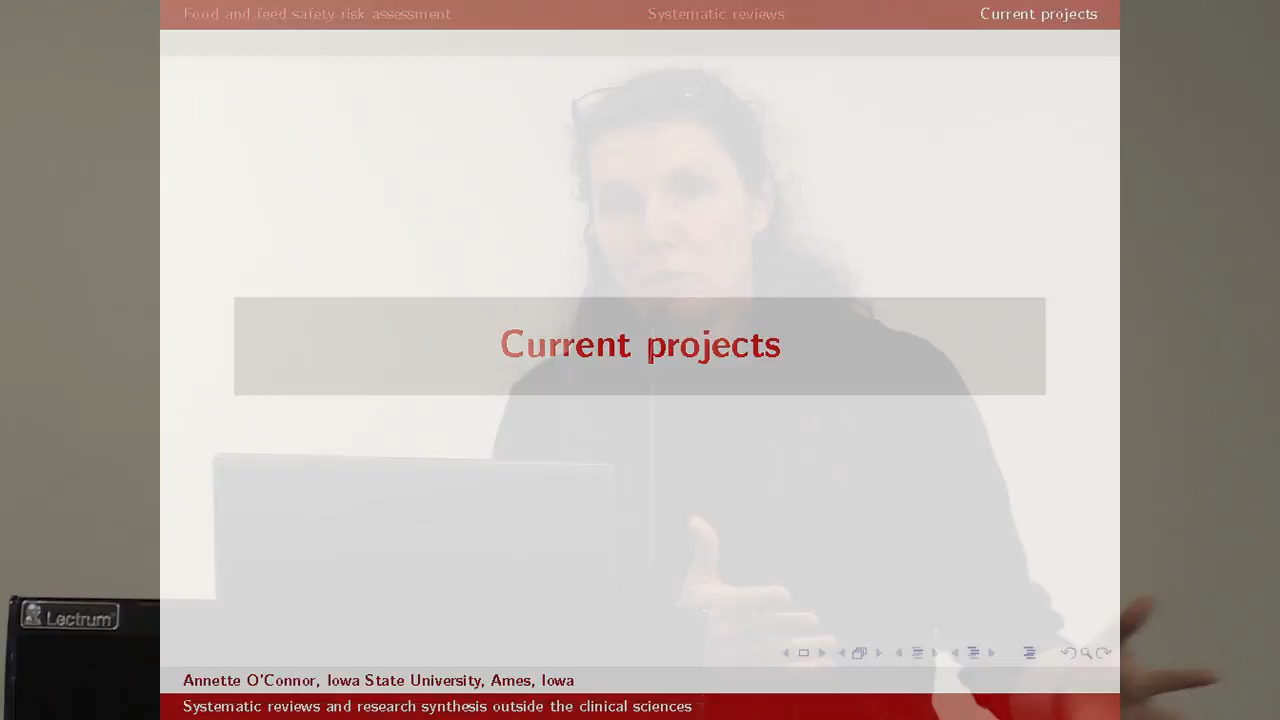 Food and feed safety risk assessment
Systematic reviews
Current projects
Current projects
Lectrum
Annette O'Connor, Iowa State University, Ames, Iowa
Systematic reviews and research synthesis outside the clinical sciences